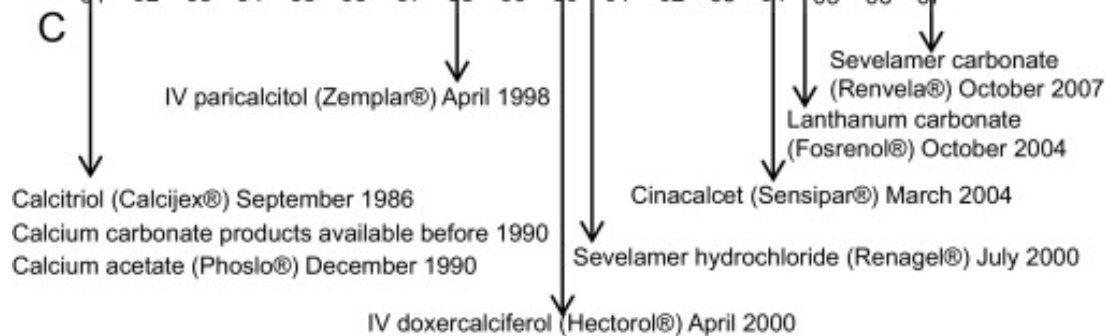 C
Sevelamer carbonate
(Renvela®) October 2007
IV paricalcitol (Zemplar®) April 1998
Lanthanum carbonate
(Fosrenol®) October 2004
Calcitriol (Calcijex®) September 1986
Cinacalcet (Sensipar®) March 2004
Calcium carbonate products available before 1990
Calcium acetate (Phoslo®) December 1990
Sevelamer hydrochloride (Renagel®) July 2000
IV doxercalciferol (Hectorol®) April 2000